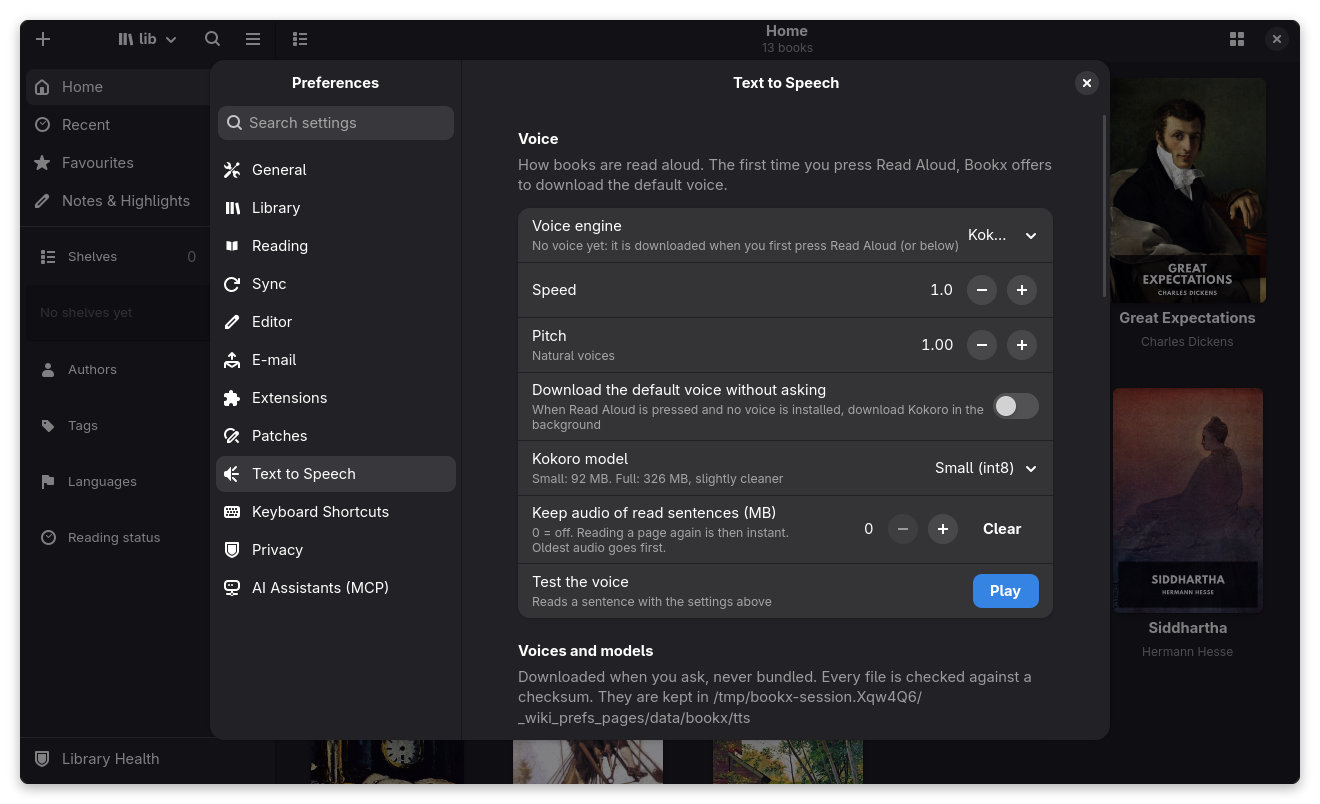 lib
Home
13 books
Home
Recent
Favourites
Notes & Highlights
Shelves
0
No shelves yet
Authors
Tags
Languages
Reading status
Library Health
Preferences
Search settings
General
Library
Reading
Sync
Editor
E-mail
Extensions
Patches
Text to Speech
Keyboard Shortcuts
Privacy
AI Assistants (MCP)
Text to Speech
Voice
How books are read aloud. The first time you press Read Aloud, Bookx offers
to download the default voice.
Voice engine
No voice yet: it is downloaded when you first press Read Aloud (or below)
Kok...
Speed
1.0
Pitch
Natural voices
1.00
Download the default voice without asking
When Read Aloud is pressed and no voice is installed, download Kokoro in the
background
Kokoro model
Small: 92 MB. Full: 326 MB, slightly cleaner
Small (int8)
Keep audio of read sentences (MB)
0 = off. Reading a page again is then instant.
Oldest audio goes first.
0
Clear
Test the voice
Reads a sentence with the settings above
Play
Voices and models
Downloaded when you ask, never bundled. Every file is checked against a
checksum. They are kept in /tmp/bookx-session.Xqw4Q6/
_wiki_prefs_pages/data/bookx/tts
GREAT
EXPECTATIONS
CHARLES DICKENS
Great Expectations
Charles Dickens
SIDDHARTHA
HERMANN HESSE
Siddhartha
Hermann Hesse